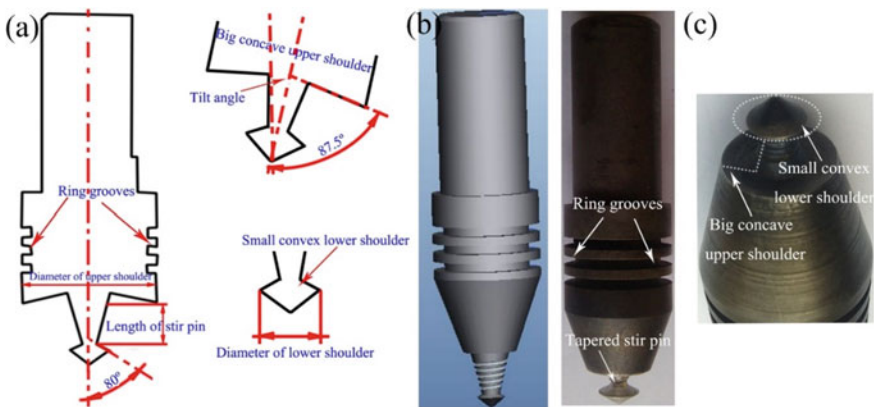 (a)
Big concave upper shoulder
Tilt angle
87.5°
Ring grooves
Diameter of upper shoulder
Length of stir pin
80°
Small convex lower shoulder
Diameter of lower shoulder
(b)
Ring grooves
Tapered stir pin
(c)
Small convex
lower shoulder
Big concave
upper shoulder